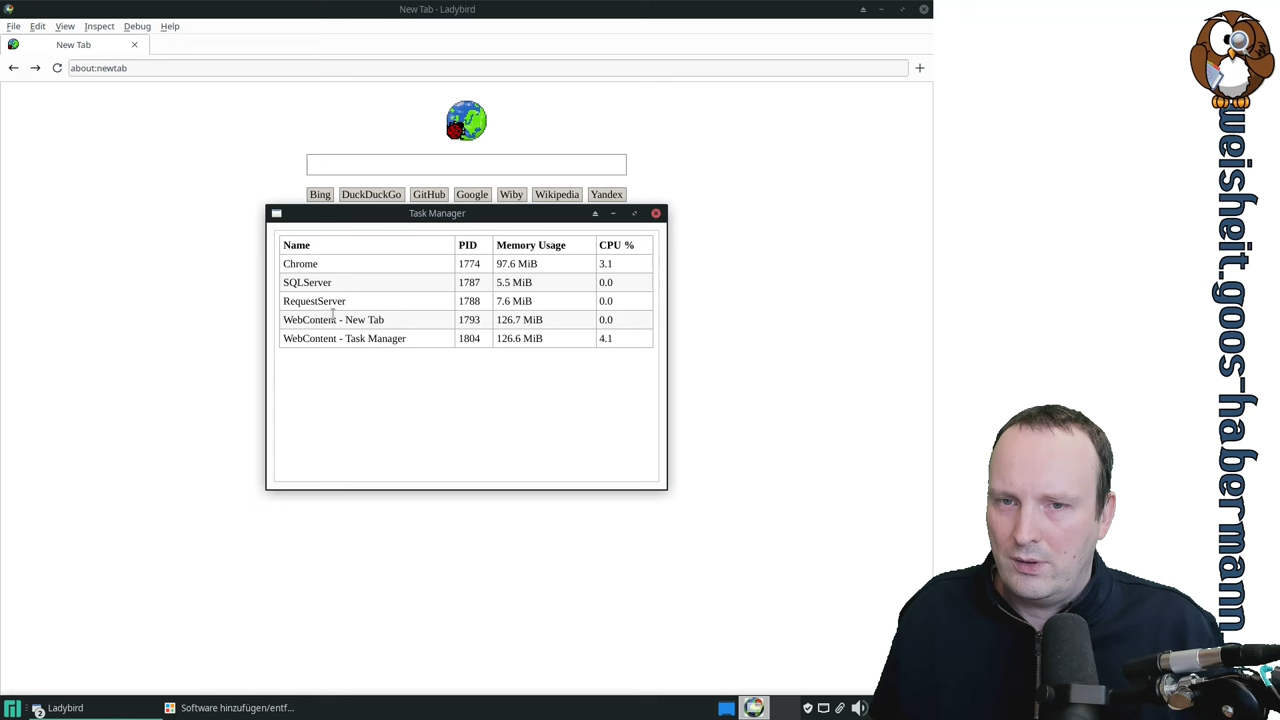 New Tab - Ladybird
File Edit View Inspect Debug Help
New Tab
about:newtab
Bing DuckDuckGo GitHub Google Wiby Wikipedia Yandex
Task Manager
Name PID Memory Usage CPU %
Chrome 1774 97.6 MiB 3.1
SQLServer 1787 5.5 MiB 0.0
RequestServer 1788 7.6 MiB 0.0
WebContent - New Tab 1793 126.7 MiB 0.0
WebContent - Task Manager 1804 126.6 MiB 4.1
2 Ladybird
Software hinzufügen/entf...
weisheit.goos-habermann